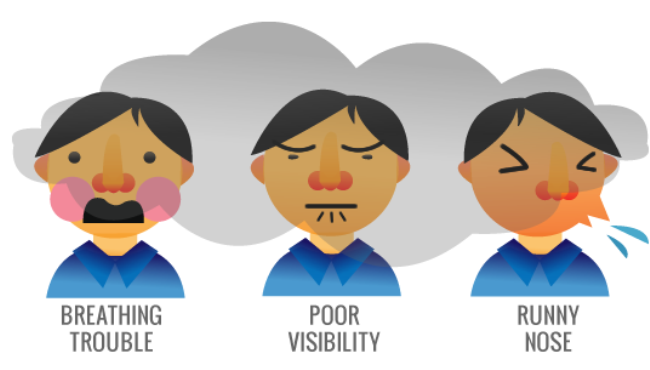 BREATHING
TROUBLE
POOR
VISIBILITY
RUNNY
NOSE